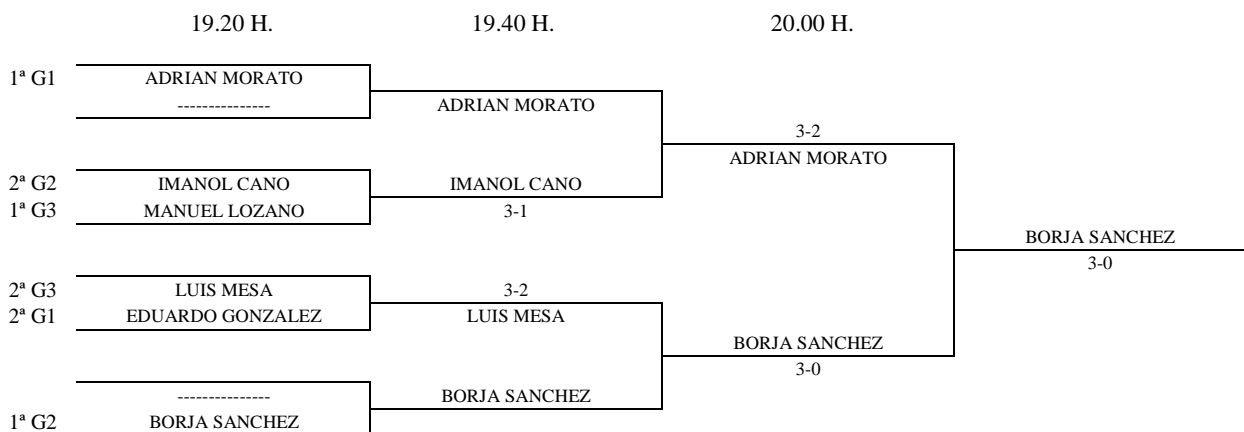 19.20 H. 19.40 H. 20.00 H.
1ª G1 ADRIAN MORATO
--------------- ADRIAN MORATO
3-2
ADRIAN MORATO
2ª G2 IMANOL CANO IMANOL CANO
1ª G3 MANUEL LOZANO 3-1
BORJA SANCHEZ
3-0
2ª G3 LUIS MESA 3-2
2ª G1 EDUARDO GONZALEZ LUIS MESA
BORJA SANCHEZ
3-0
--------------- BORJA SANCHEZ
1ª G2 BORJA SANCHEZ